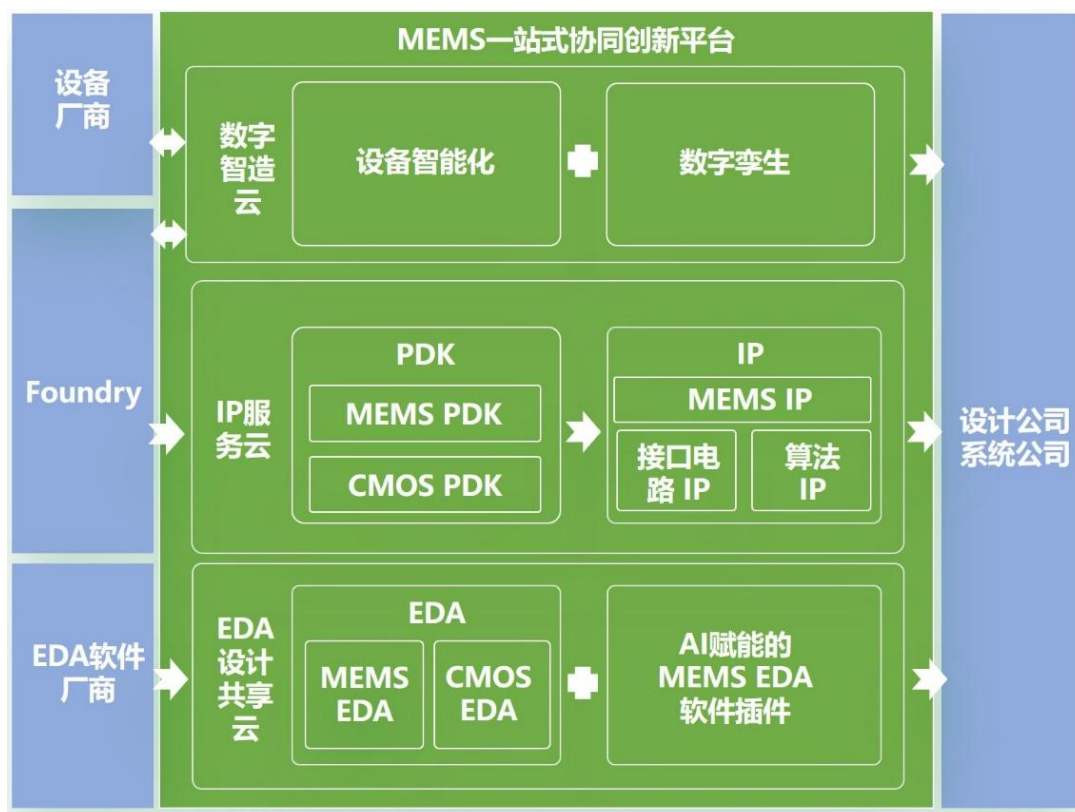 MEMS一站式协同创新平台
设备
厂商
Foundry
EDA软件
厂商
数字
智造
云
设备智能化
数字孪生
IP服
务云
PDK
MEMS PDK
CMOS PDK
IP
MEMS IP
接口电
路 IP
算法
IP
EDA
设计
共享
云
EDA
MEMS
EDA
CMOS
EDA
AI赋能的
MEMS EDA
软件插件
设计公司
系统公司